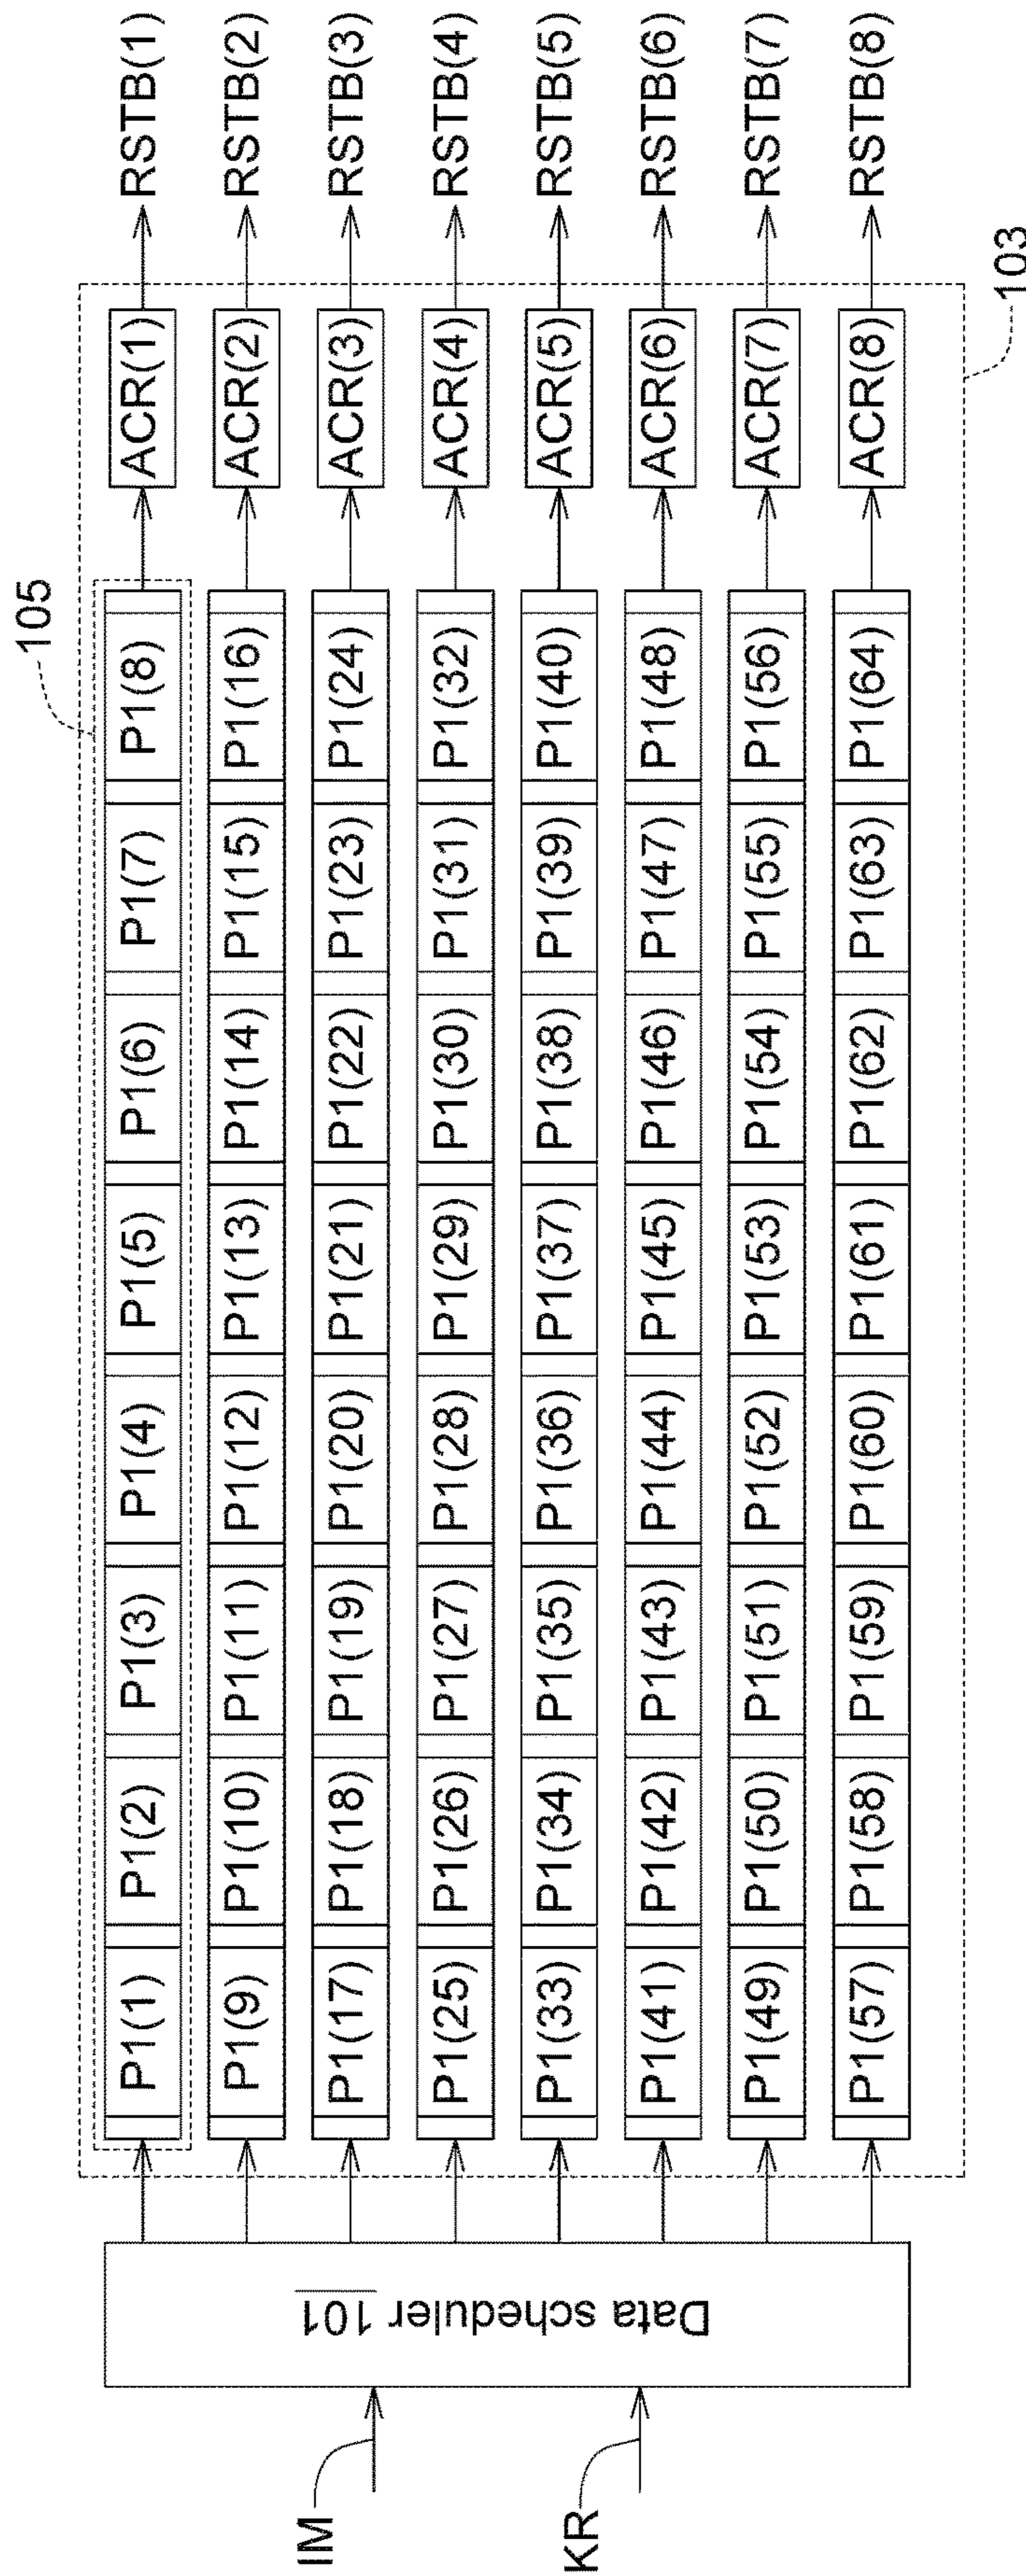 105
P1(1) P1(2) P1(3) P1(4) P1(5) P1(6) P1(7) P1(8) ACR(1) RSTB(1)
P1(9) P1(10) P1(11) P1(12) P1(13) P1(14) P1(15) P1(16) ACR(2) RSTB(2)
P1(17) P1(18) P1(19) P1(20) P1(21) P1(22) P1(23) P1(24) ACR(3) RSTB(3)
IM
P1(25) P1(26) P1(27) P1(28) P1(29) P1(30) P1(31) P1(32) ACR(4) RSTB(4)
Data scheduler 101
P1(33) P1(34) P1(35) P1(36) P1(37) P1(38) P1(39) P1(40) ACR(5) RSTB(5)
KR
P1(41) P1(42) P1(43) P1(44) P1(45) P1(46) P1(47) P1(48) ACR(6) RSTB(6)
P1(49) P1(50) P1(51) P1(52) P1(53) P1(54) P1(55) P1(56) ACR(7) RSTB(7)
P1(57) P1(58) P1(59) P1(60) P1(61) P1(62) P1(63) P1(64) ACR(8) RSTB(8)
103